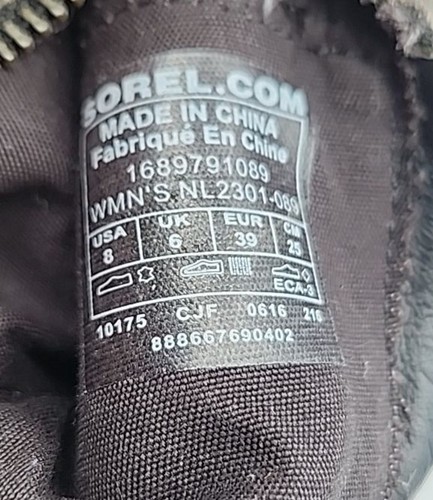 SOREL.COM
MADE IN CHINA
Fabriqué En Chine
1689791089
WMN'S NL2301-089
USA UK EUR CM
8 6 39 25
ECA-3
10175 CJF 0616 216
888667690402